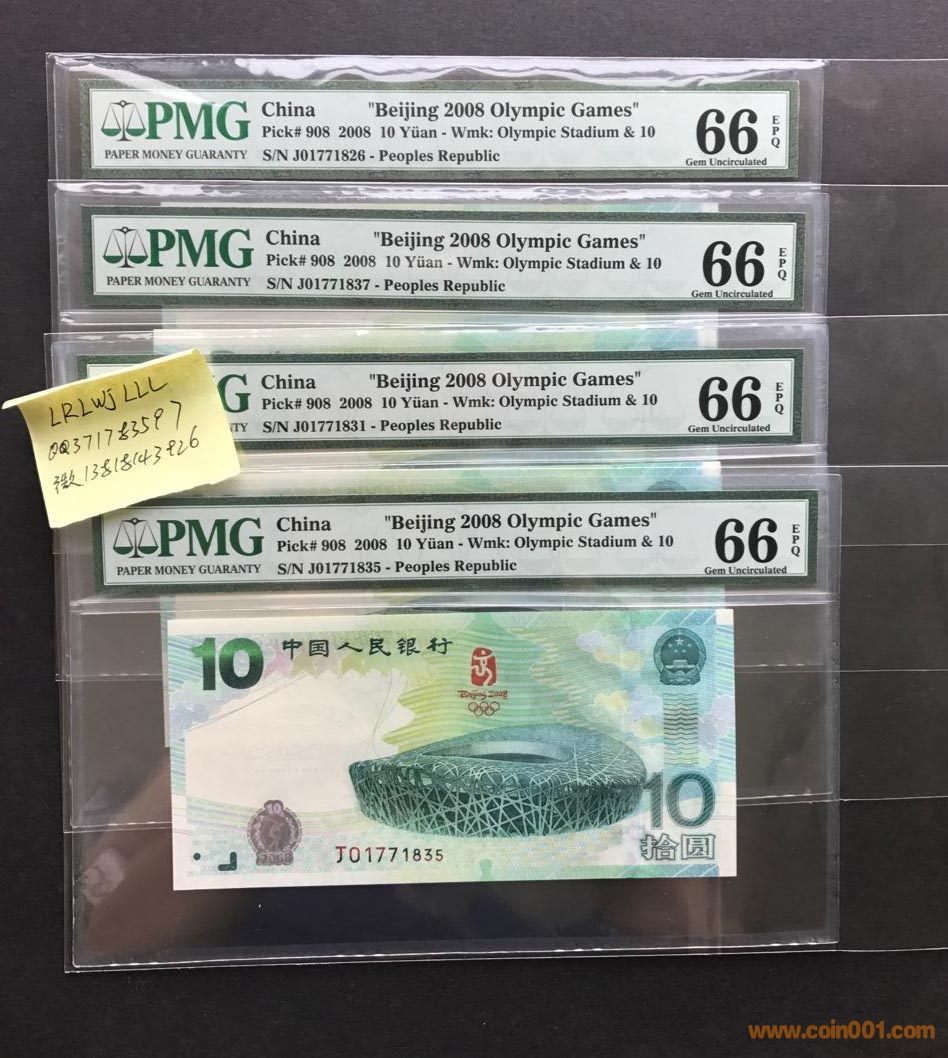 PMG
PAPER MONEY GUARANTY
China "Beijing 2008 Olympic Games"
Pick# 908 2008 10 Yüan - Wmk: Olympic Stadium & 10
S/N J01771826 - Peoples Republic
66
EPQ
Gem Uncirculated
PMG
PAPER MONEY GUARANTY
China "Beijing 2008 Olympic Games"
Pick# 908 2008 10 Yüan - Wmk: Olympic Stadium & 10
S/N J01771837 - Peoples Republic
66
EPQ
Gem Uncirculated
G
TY
China "Beijing 2008 Olympic Games"
Pick# 908 2008 10 Yüan - Wmk: Olympic Stadium & 10
S/N J01771831 - Peoples Republic
66
EPQ
Gem Uncirculated
LRLWJLLL
QQ371783597
微13818143826
PMG
PAPER MONEY GUARANTY
China "Beijing 2008 Olympic Games"
Pick# 908 2008 10 Yüan - Wmk: Olympic Stadium & 10
S/N J01771835 - Peoples Republic
66
EPQ
Gem Uncirculated
10 中国人民银行
Beijing 2008
10
拾圆
10
2008
J01771835
www.coin001.com